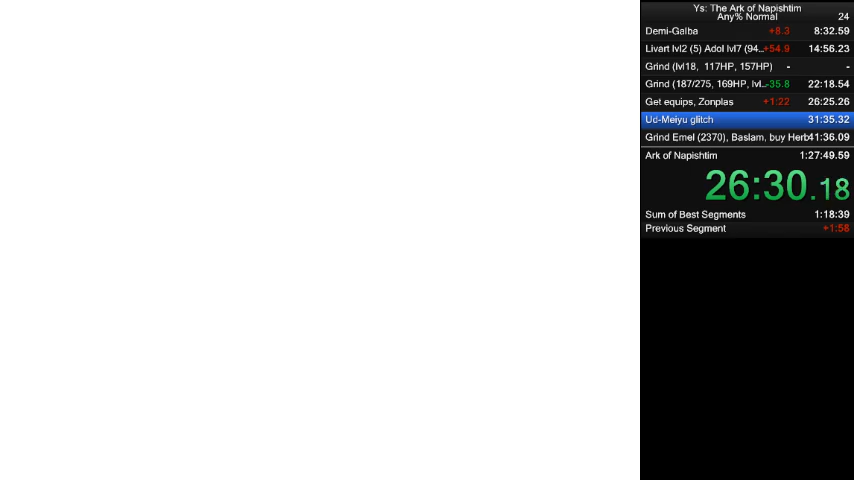 Ys: The Ark of Napishtim
Any% Normal 24
Demi-Galba +8.3 8:32.59
Livart lvl2 (5) Adol lvl7 (94... +54.9 14:56.23
Grind (lvl18, 117HP, 157HP) - -
Grind (187/275, 169HP, lvl... -35.8 22:18.54
Get equips, Zonplas +1:22 26:25.26
Ud-Meiyu glitch 31:35.32
Grind Emel (2370), Baslam, buy Herb 41:36.09
Ark of Napishtim 1:27:49.59
26:30.18
Sum of Best Segments 1:18:39
Previous Segment +1:58